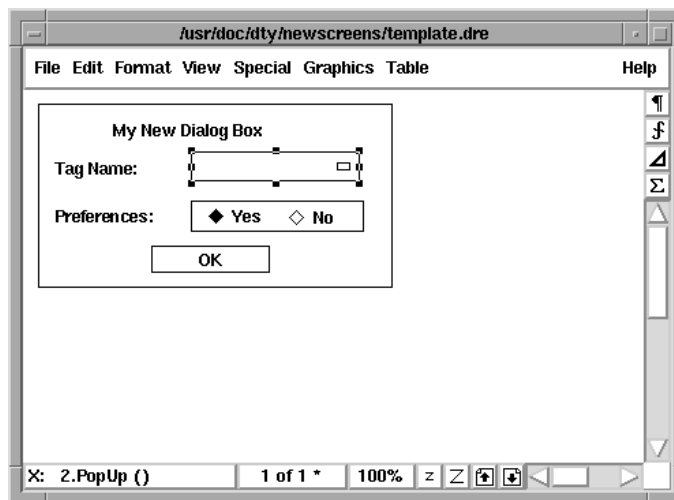 /usr/doc/dty/newscreens/template.dre
File Edit Format View Special Graphics Table Help
¶
∱
⊿
Σ
My New Dialog Box
Tag Name:
Preferences: Yes No
OK
X: 2.PopUp () 1 of 1 * 100% z Z